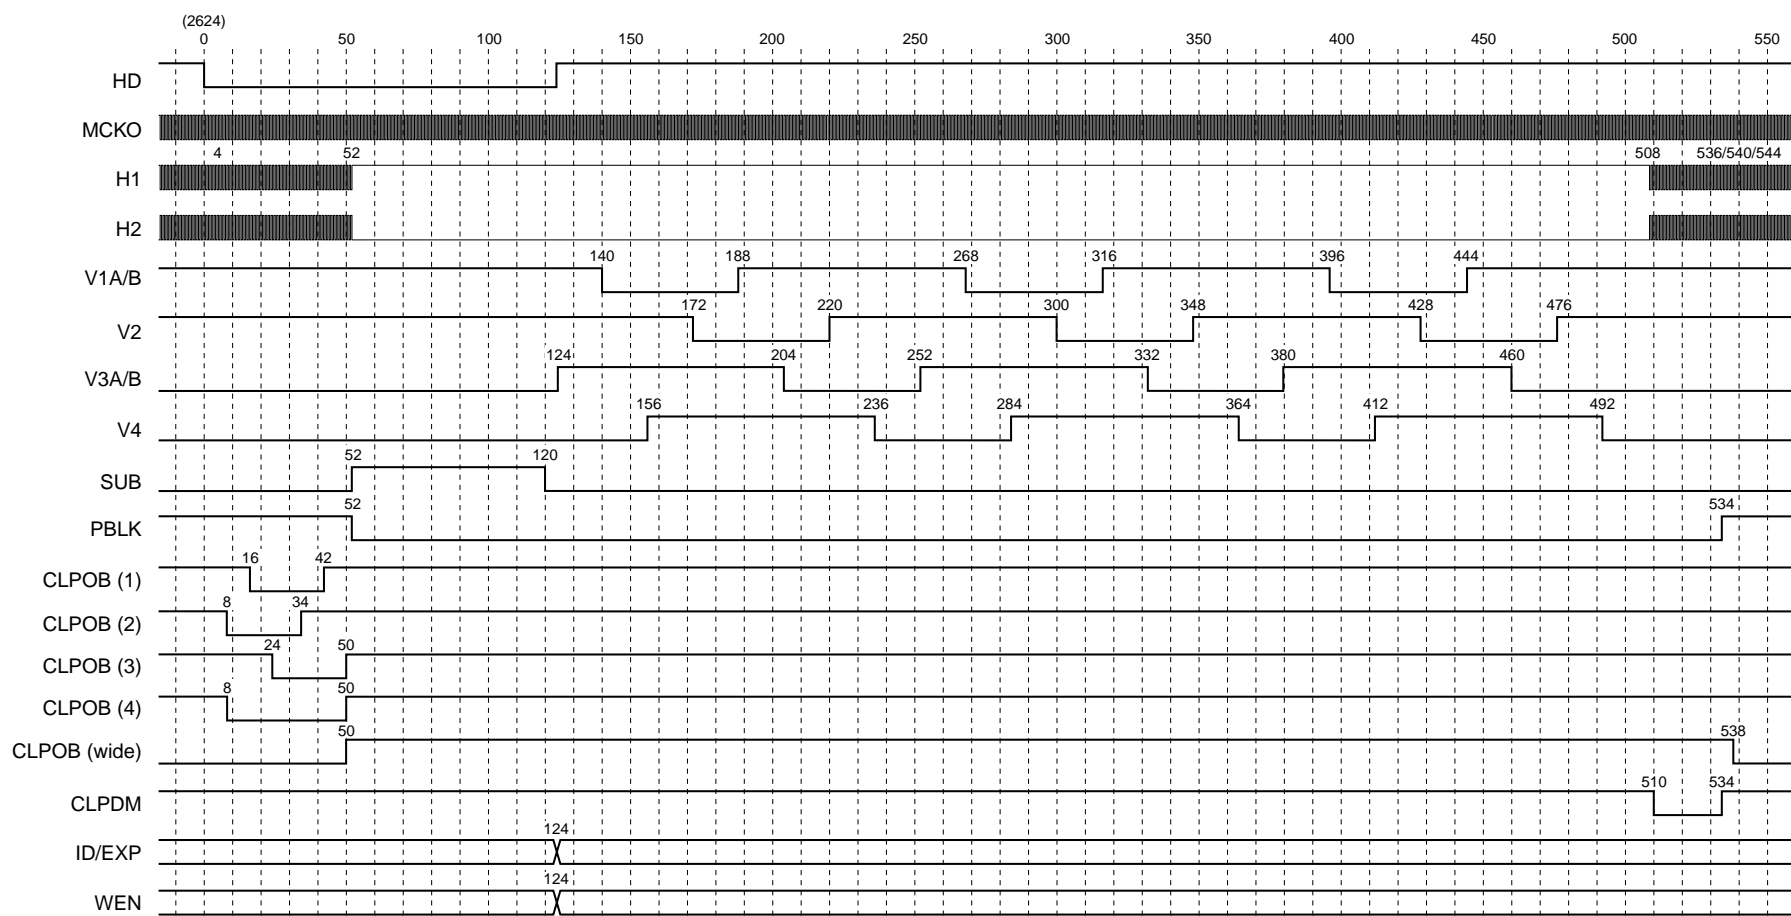 (2624)
0 50 100 150 200 250 300 350 400 450 500 550
HD
MCKO
4 52 508 536/540/544
H1
H2
140 188 268 316 396 444
V1A/B
172 220 300 348 428 476
V2
124 204 252 332 380 460
V3A/B
156 236 284 364 412 492
V4
52 120
SUB
52 534
PBLK
16 42
CLPOB (1)
8 34
CLPOB (2)
24 50
CLPOB (3)
8 50
CLPOB (4)
50 538
CLPOB (wide)
510 534
CLPDM
124
ID/EXP
124
WEN